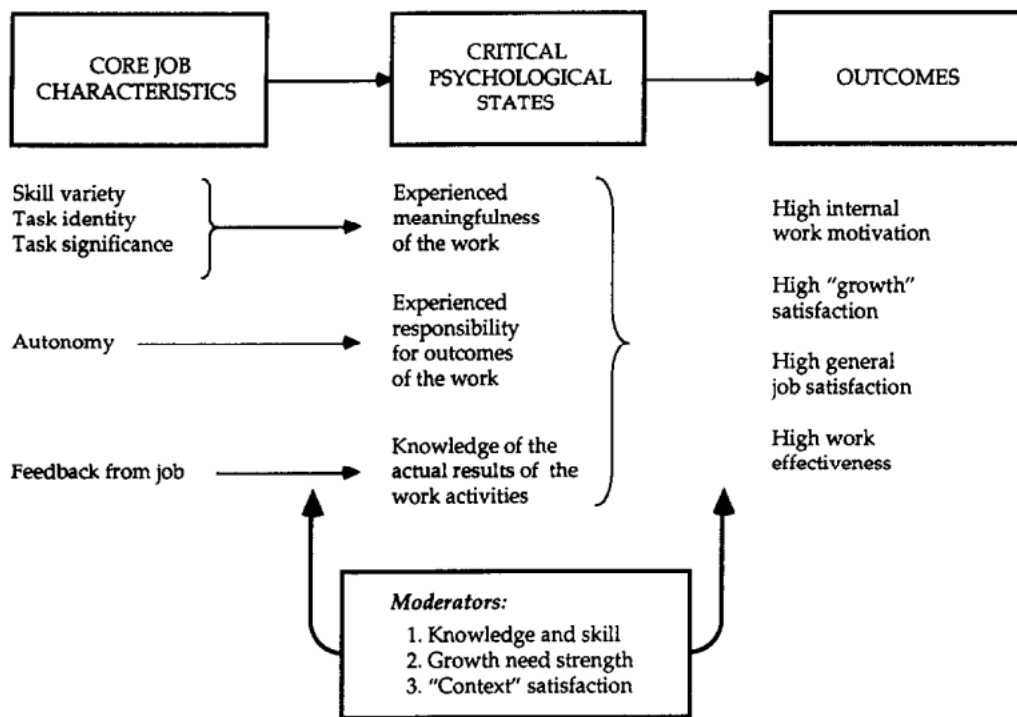 CORE JOB
CHARACTERISTICS
CRITICAL
PSYCHOLOGICAL
STATES
OUTCOMES
Skill variety
Task identity
Task significance
Experienced
meaningfulness
of the work
High internal
work motivation
Autonomy
Experienced
responsibility
for outcomes
of the work
High “growth”
satisfaction
High general
job satisfaction
Feedback from job
Knowledge of the
actual results of the
work activities
High work
effectiveness
Moderators:
1. Knowledge and skill
2. Growth need strength
3. “Context” satisfaction